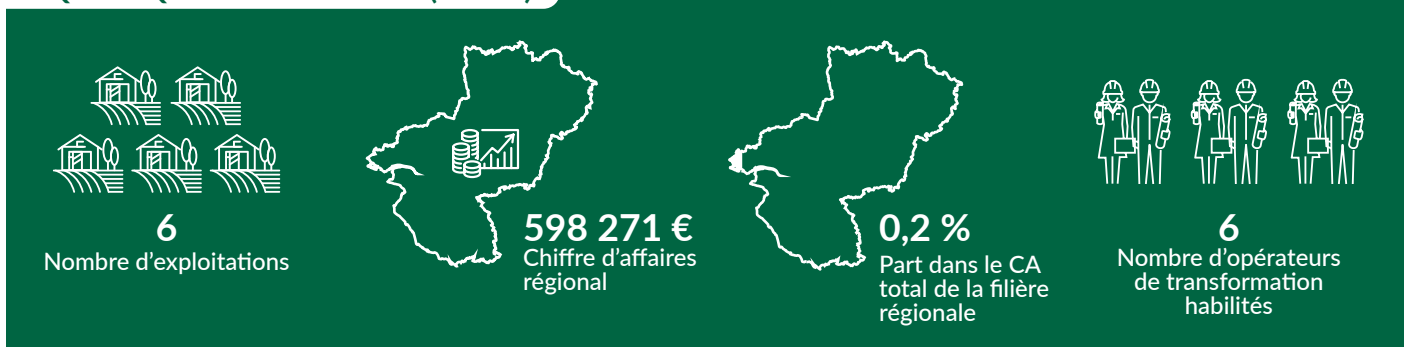 6
Nombre d’exploitations
598 271 €
Chiffre d’affaires
régional
0,2 %
Part dans le CA
total de la filière
régionale
6
Nombre d’opérateurs
de transformation
habilités